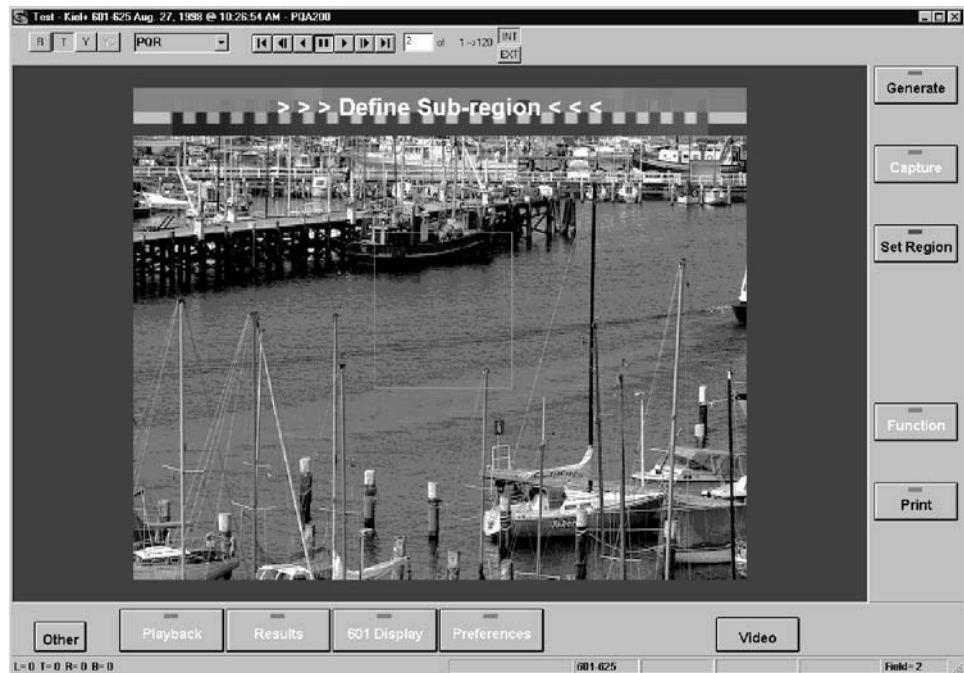 Test - Kiel+ 601-625 Aug. 27, 1998 @ 10:26:54 AM - PQA200
R T Y PQR 2 of 1->120 INT
EXT
> > > Define Sub-region < < <
Generate
Capture
Set Region
Function
Print
Other Playback Results 601 Display Preferences Video
L= 0 T= 0 R= 0 B= 0 601-625 Field= 2